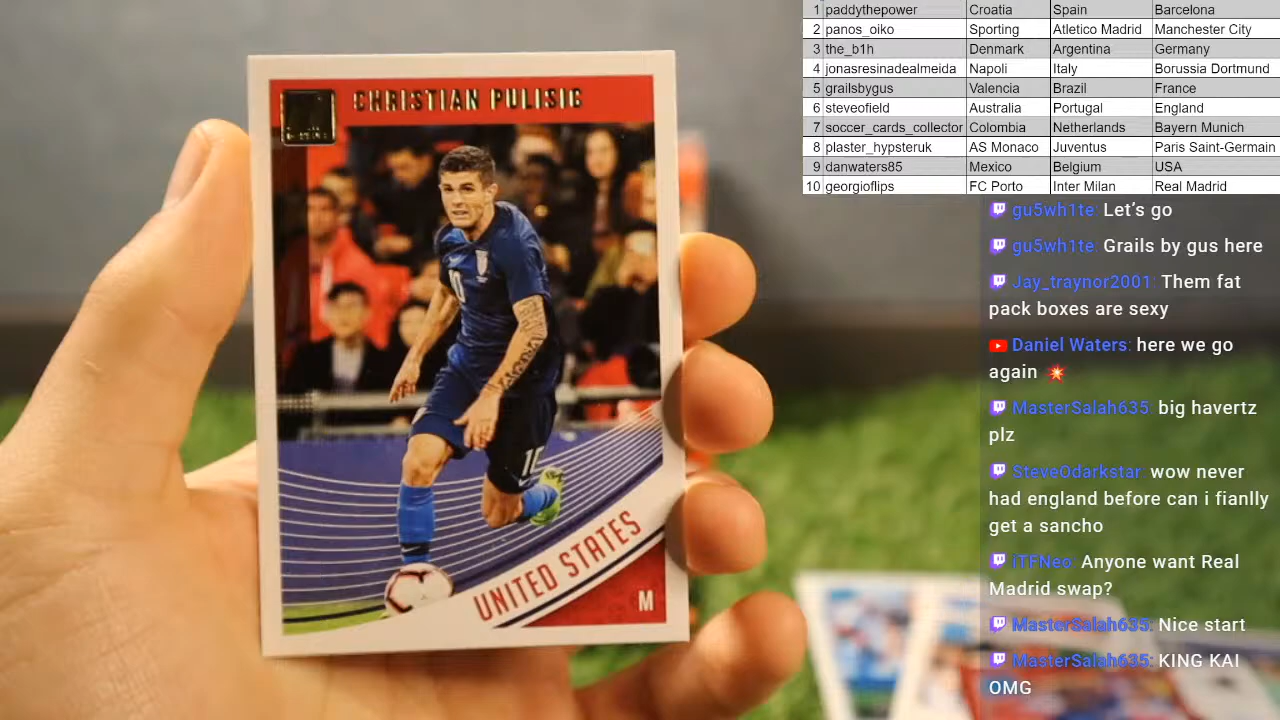 CHRISTIAN PULISIC
10
10
UNITED STATES
M
1 paddythepower Croatia Spain Barcelona
2 panos_oiko Sporting Atletico Madrid Manchester City
3 the_b1h Denmark Argentina Germany
4 jonasresinadealmeida Napoli Italy Borussia Dortmund
5 grailsbygus Valencia Brazil France
6 steveofield Australia Portugal England
7 soccer_cards_collector Colombia Netherlands Bayern Munich
8 plaster_hypsteruk AS Monaco Juventus Paris Saint-Germain
9 danwaters85 Mexico Belgium USA
10 georgioflips FC Porto Inter Milan Real Madrid
gu5wh1te: Let's go
gu5wh1te: Grails by gus here
Jay_traynor2001: Them fat
pack boxes are sexy
Daniel Waters: here we go
again 💥
MasterSalah635: big havertz
plz
SteveOdarkstar: wow never
had england before can i fianlly
get a sancho
iTFNeo: Anyone want Real
Madrid swap?
MasterSalah635: Nice start
MasterSalah635: KING KAI
OMG